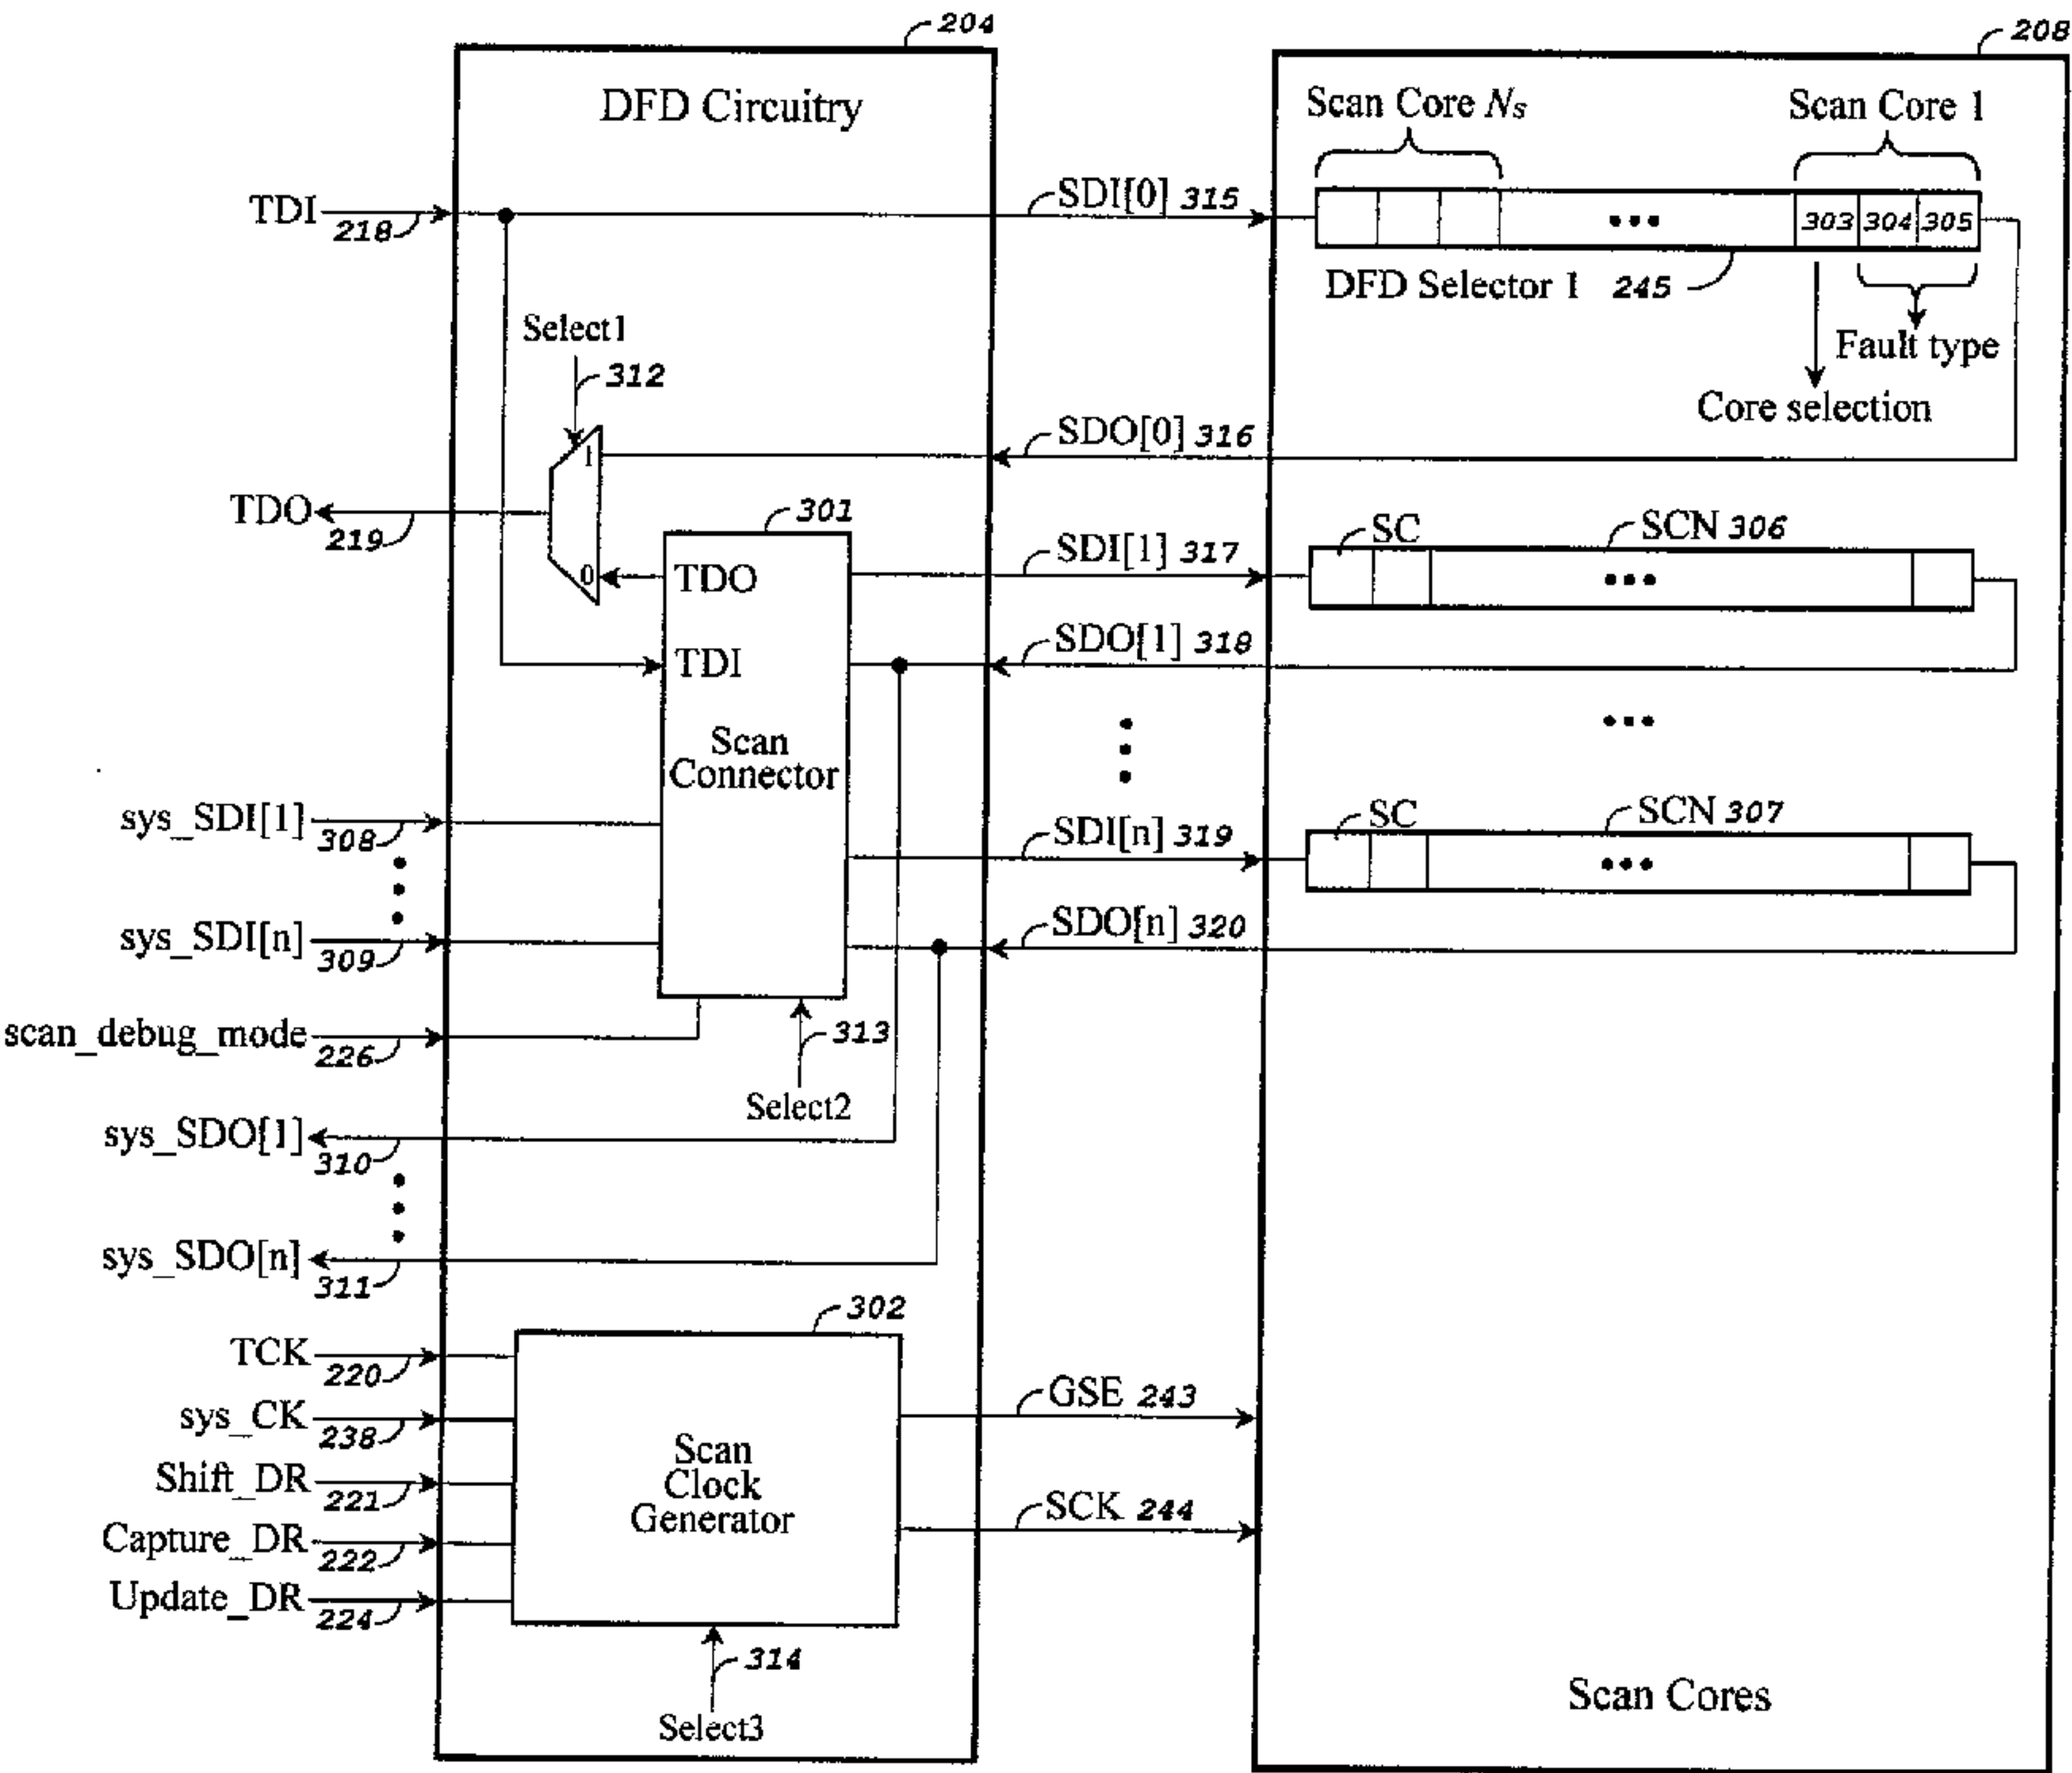 204
208
DFD Circuitry
Scan Core Ns
Scan Core 1
TDI
218
SDI[0] 315
303 304 305
DFD Selector 1 245
Select1
312
Fault type
Core selection
1
SDO[0] 316
TDO
219
301
0
TDO
SDI[1] 317
SC
SCN 306
TDI
SDO[1] 318
Scan
Connector
sys_SDI[1]
308
SDI[n] 319
SC
SCN 307
sys_SDI[n]
309
SDO[n] 320
scan_debug_mode
226
313
Select2
sys_SDO[1]
310
sys_SDO[n]
311
302
TCK
220
sys_CK
238
Shift_DR
221
Capture_DR
222
Update_DR
224
Scan
Clock
Generator
GSE 243
SCK 244
314
Select3
Scan Cores